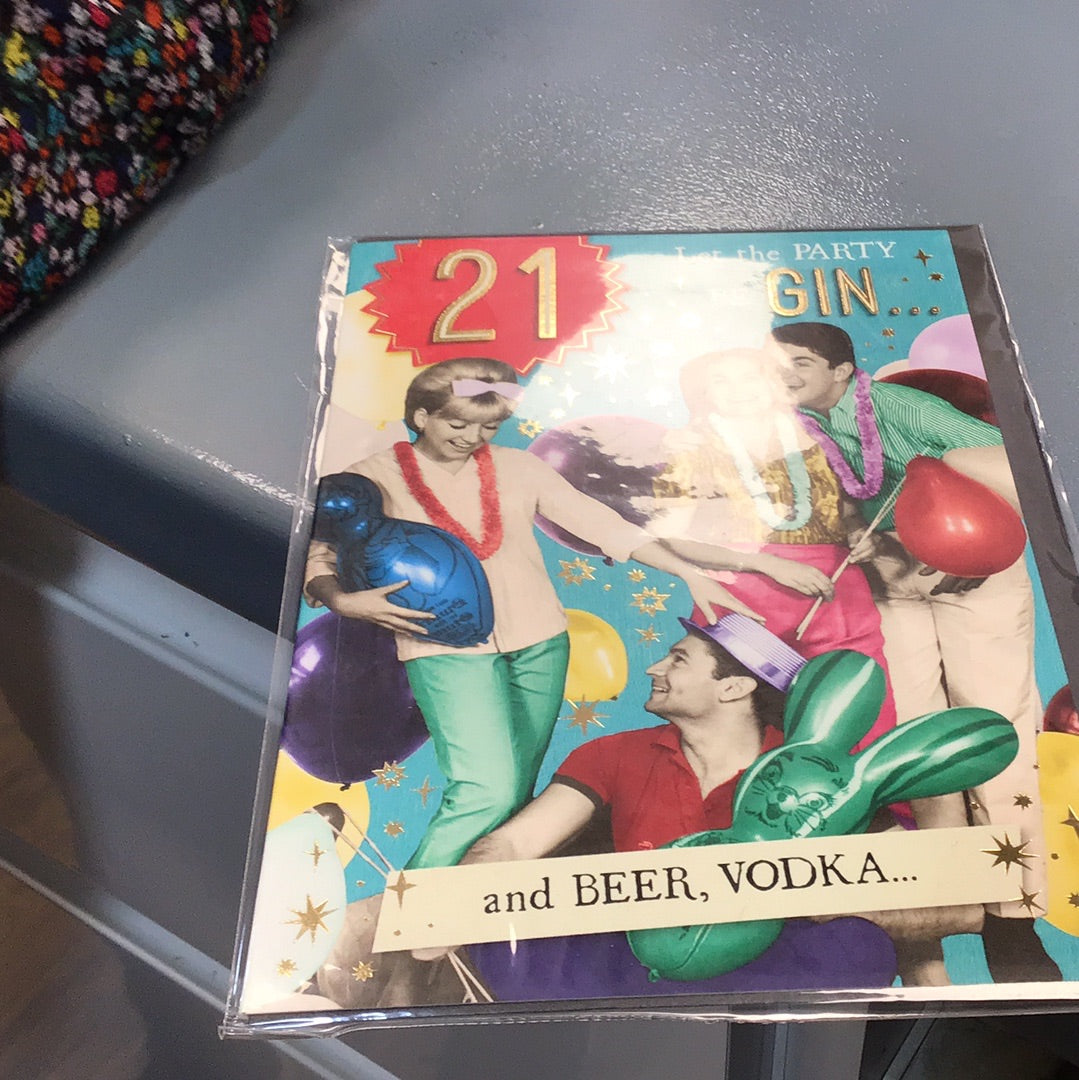 21
Let the PARTY
GIN...
and BEER, VODKA...